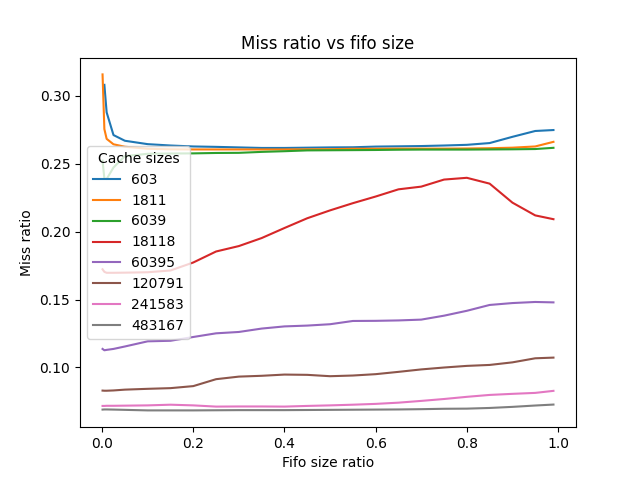 Miss ratio vs fifo size
Miss ratio
0.30
0.25
0.20
0.15
0.10
Cache sizes
603
1811
6039
18118
60395
120791
241583
483167
0.0 0.2 0.4 0.6 0.8 1.0
Fifo size ratio